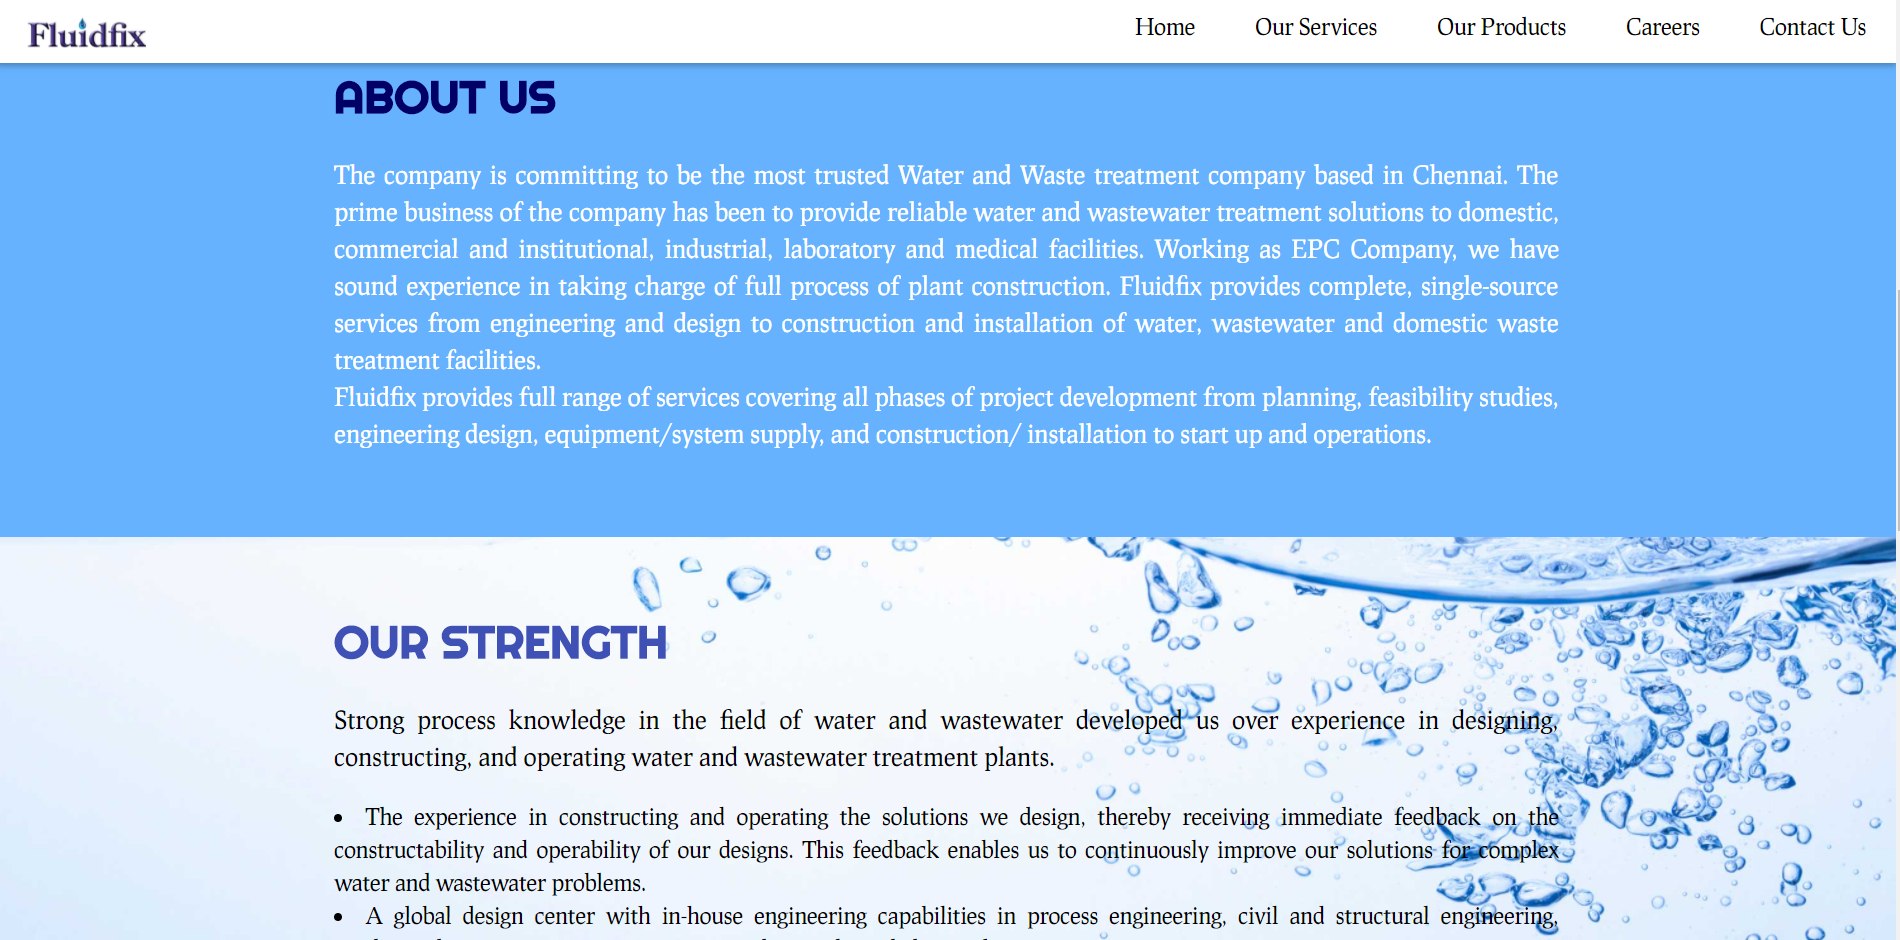 Fluidfix
Home Our Services Our Products Careers Contact Us
ABOUT US
The company is committing to be the most trusted Water and Waste treatment company based in Chennai. The
prime business of the company has been to provide reliable water and wastewater treatment solutions to domestic,
commercial and institutional, industrial, laboratory and medical facilities. Working as EPC Company, we have
sound experience in taking charge of full process of plant construction. Fluidfix provides complete, single-source
services from engineering and design to construction and installation of water, wastewater and domestic waste
treatment facilities.
Fluidfix provides full range of services covering all phases of project development from planning, feasibility studies,
engineering design, equipment/system supply, and construction/ installation to start up and operations.
OUR STRENGTH
Strong process knowledge in the field of water and wastewater developed us over experience in designing,
constructing, and operating water and wastewater treatment plants.
• The experience in constructing and operating the solutions we design, thereby receiving immediate feedback on the
constructability and operability of our designs. This feedback enables us to continuously improve our solutions for complex
water and wastewater problems.
• A global design center with in-house engineering capabilities in process engineering, civil and structural engineering,